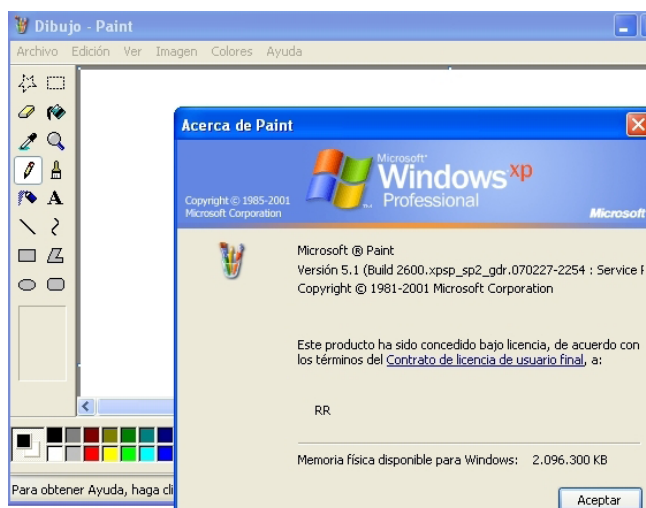 Dibujo - Paint
Archivo Edición Ver Imagen Colores Ayuda
A
Acerca de Paint
Copyright © 1985-2001
Microsoft Corporation
Microsoft®
Windows xp
Professional
Microsoft
Microsoft ® Paint
Versión 5.1 (Build 2600.xpsp_sp2_gdr.070227-2254 : Service
Copyright © 1981-2001 Microsoft Corporation
Este producto ha sido concedido bajo licencia, de acuerdo con
los términos del Contrato de licencia de usuario final, a:
RR
Memoria física disponible para Windows: 2.096.300 KB
Para obtener Ayuda, haga cli
Aceptar